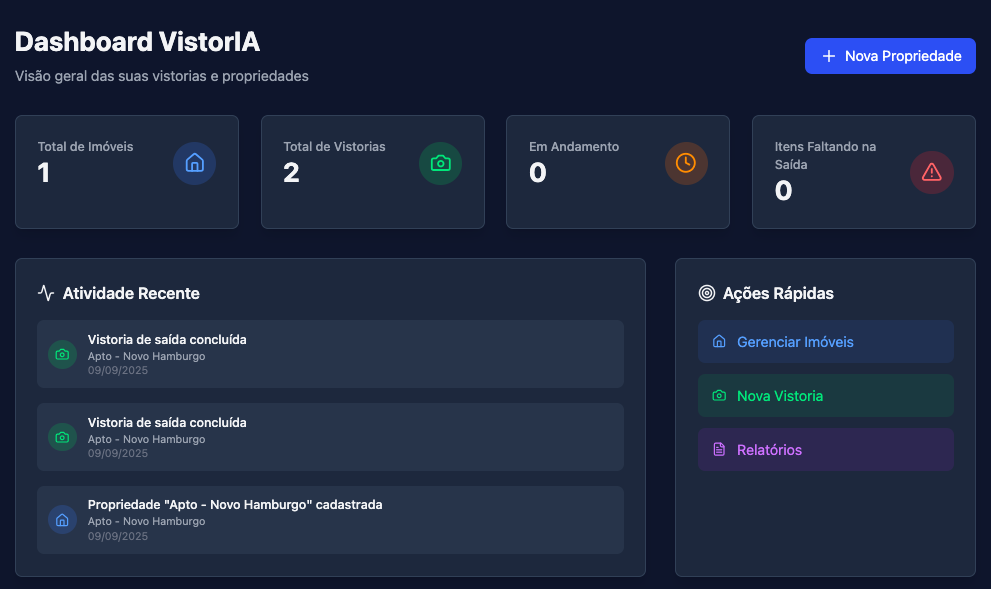 Dashboard VistorIA
Visão geral das suas vistorias e propriedades
Nova Propriedade
Total de Imóveis
1
Total de Vistorias
2
Em Andamento
0
Itens Faltando na
Saída
0
Atividade Recente
Vistoria de saída concluída
Apto - Novo Hamburgo
09/09/2025
Vistoria de saída concluída
Apto - Novo Hamburgo
09/09/2025
Propriedade "Apto - Novo Hamburgo" cadastrada
Apto - Novo Hamburgo
09/09/2025
Ações Rápidas
Gerenciar Imóveis
Nova Vistoria
Relatórios